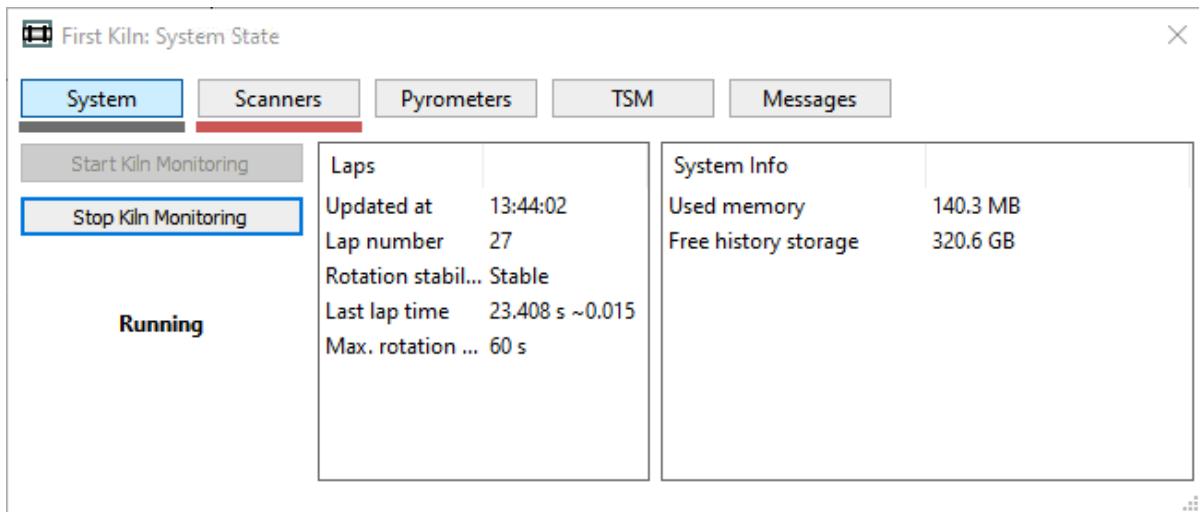 First Kiln: System State
System Scanners Pyrometers TSM Messages
Start Kiln Monitoring
Stop Kiln Monitoring
Running
Laps
Updated at 13:44:02
Lap number 27
Rotation stabil... Stable
Last lap time 23.408 s ~0.015
Max. rotation ... 60 s
System Info
Used memory 140.3 MB
Free history storage 320.6 GB